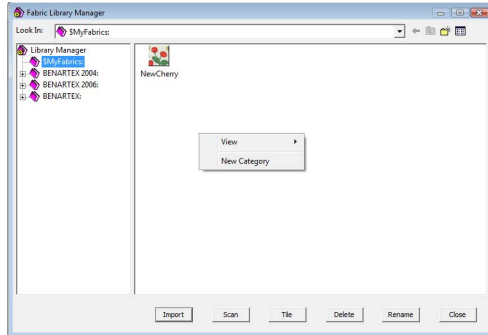 Fabric Library Manager
Look In: $MyFabrics:
Library Manager
$MyFabrics:
BENARTEX 2004:
BENARTEX 2006:
BENARTEX:
NewCherry
View
New Category
Import Scan Tile Delete Rename Close